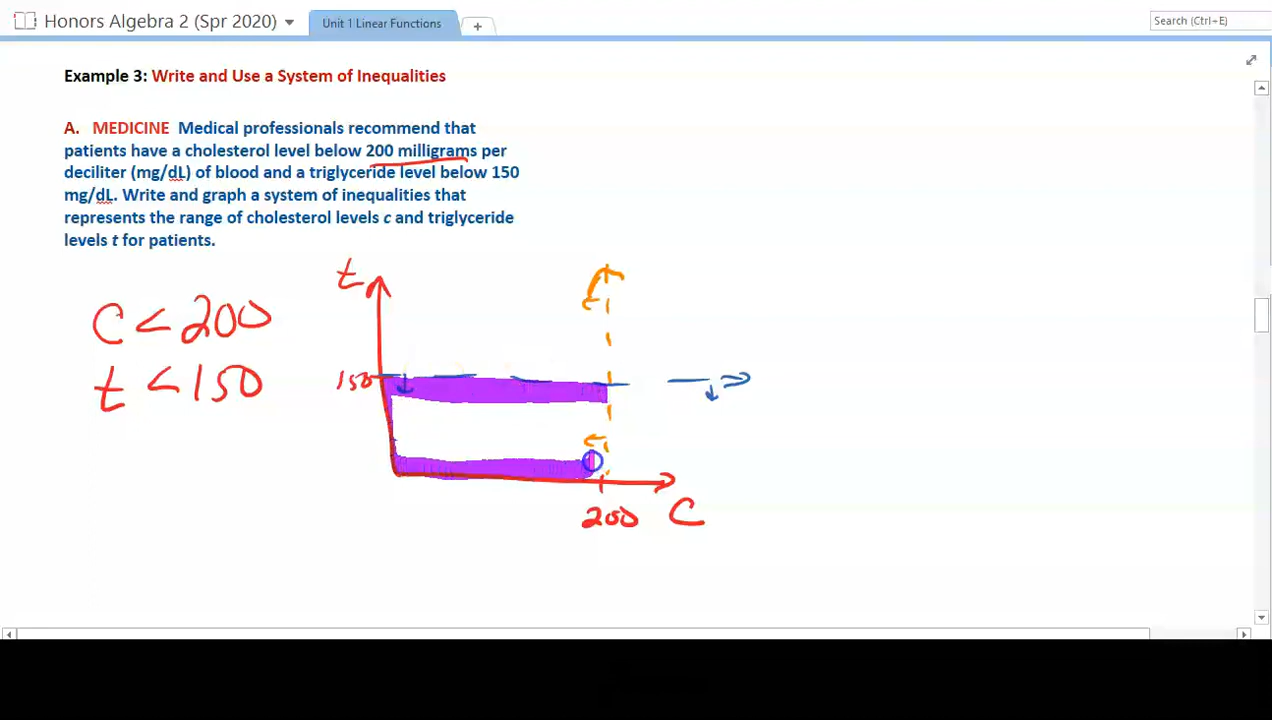 Honors Algebra 2 (Spr 2020)
Unit 1 Linear Functions
Search (Ctrl+E)
Example 3: Write and Use a System of Inequalities
A. MEDICINE Medical professionals recommend that
patients have a cholesterol level below 200 milligrams per
deciliter (mg/dL) of blood and a triglyceride level below 150
mg/dL. Write and graph a system of inequalities that
represents the range of cholesterol levels c and triglyceride
levels t for patients.
t
C < 200
150
t < 150
200 C